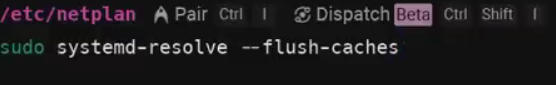 /etc/netplan Pair Ctrl I Dispatch Beta Ctrl Shift I
sudo systemd-resolve --flush-caches